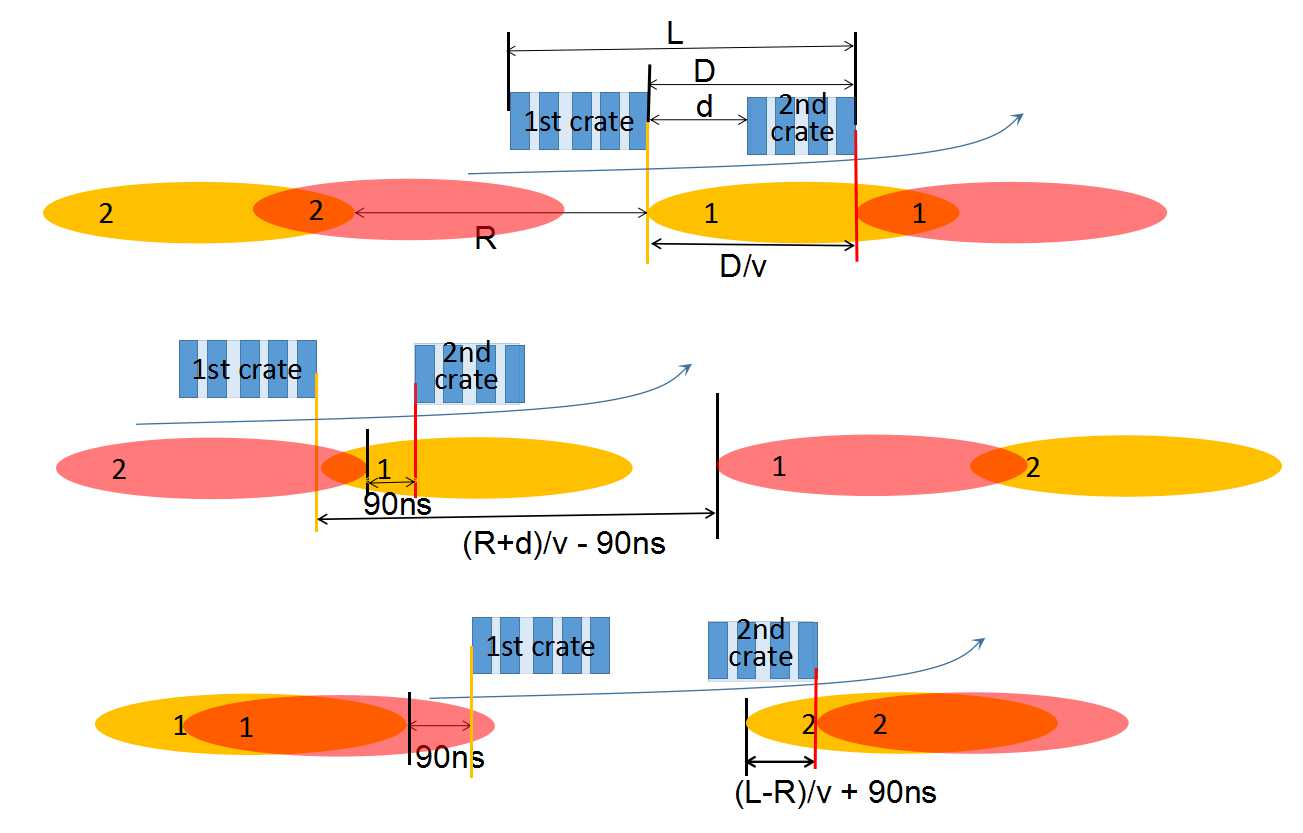 L
D
d
1st crate
2nd
crate
2
2
1
1
R
D/v
1st crate
2nd
crate
2
1
1
2
90ns
(R+d)/v - 90ns
1st crate
2nd
crate
1
1
2
2
90ns
(L-R)/v + 90ns